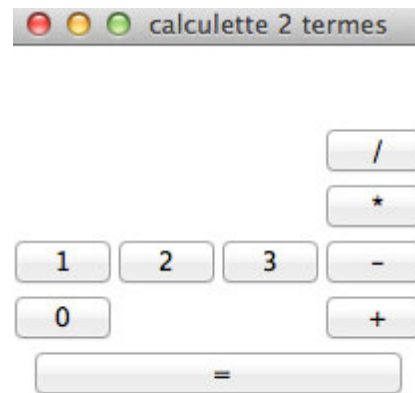 calculette 2 termes
/
*
1 2 3 -
0 +
=